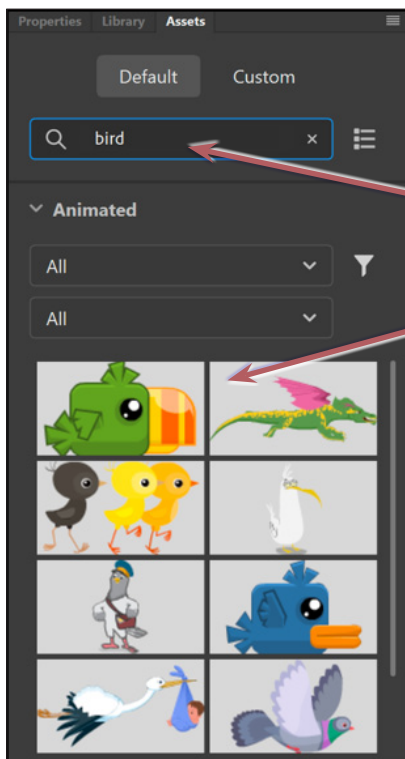 Properties Library Assets
Default Custom
bird
Animated
All
All